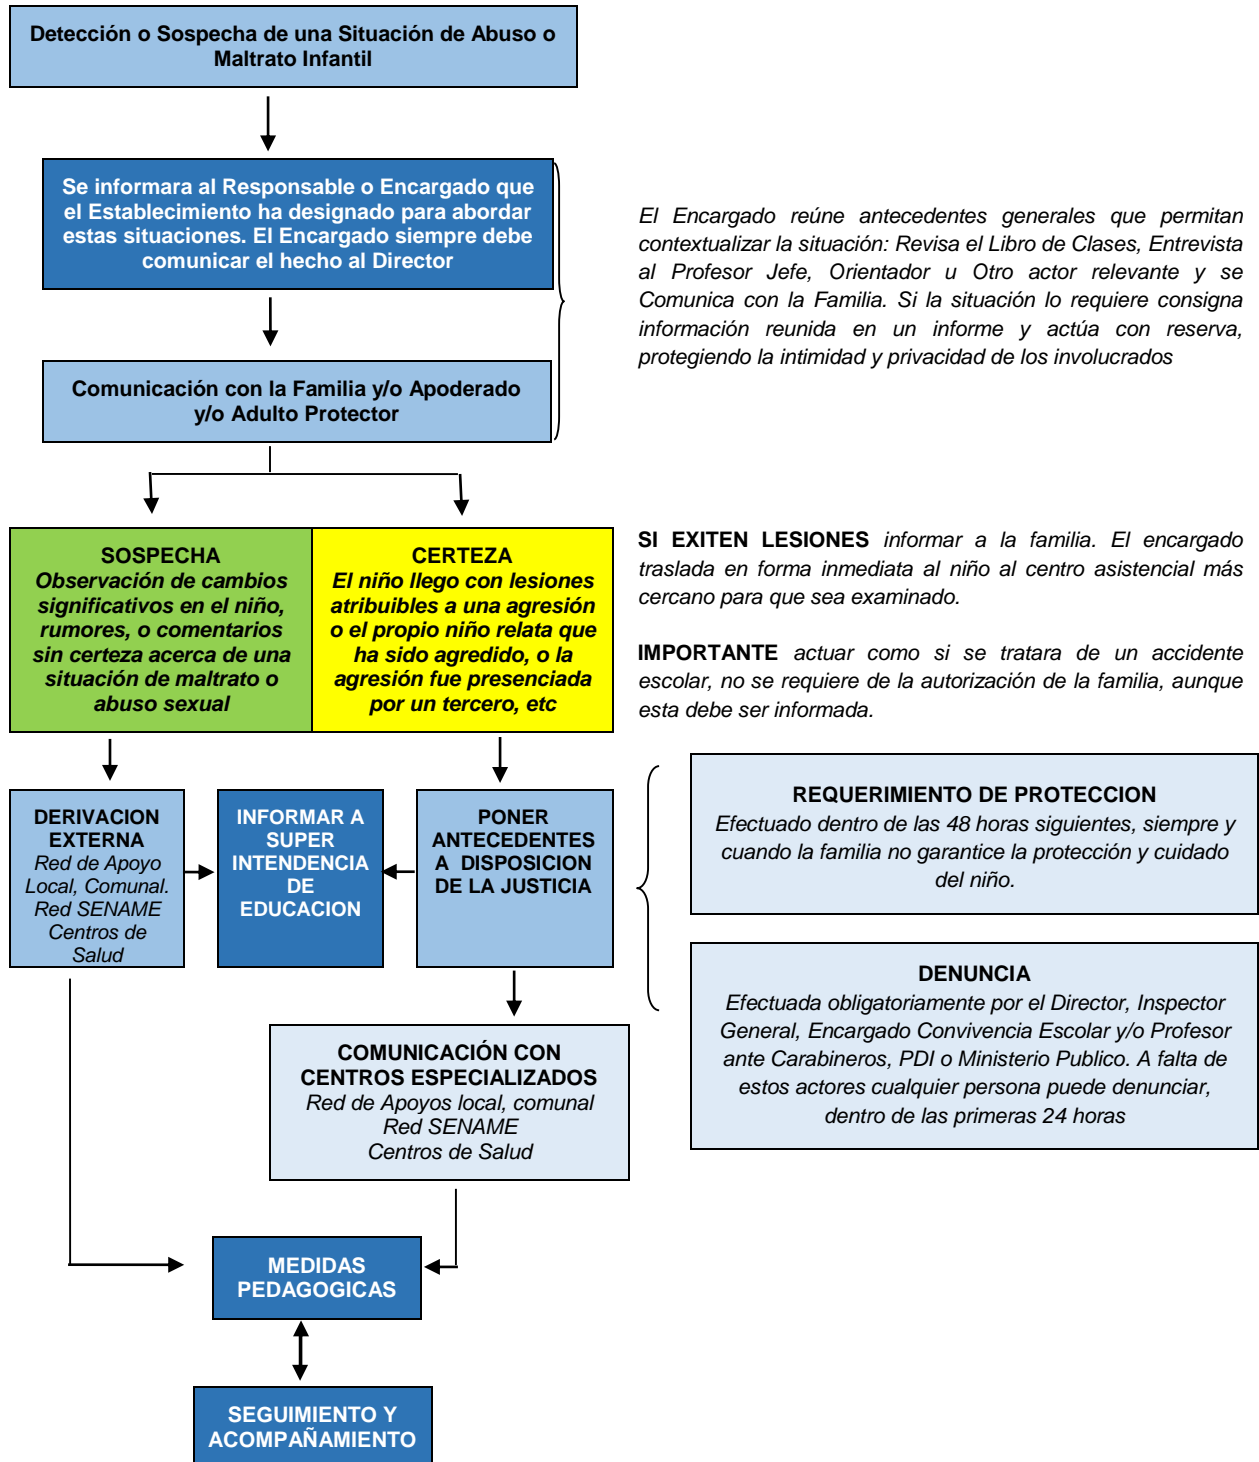 Detección o Sospecha de una Situación de Abuso o
Maltrato Infantil
Se informara al Responsable o Encargado que
el Establecimiento ha designado para abordar
estas situaciones. El Encargado siempre debe
comunicar el hecho al Director
El Encargado reúne antecedentes generales que permitan
contextualizar la situación: Revisa el Libro de Clases, Entrevista
al Profesor Jefe, Orientador u Otro actor relevante y se
Comunica con la Familia. Si la situación lo requiere consigna
información reunida en un informe y actúa con reserva,
protegiendo la intimidad y privacidad de los involucrados
Comunicación con la Familia y/o Apoderado
y/o Adulto Protector
SOSPECHA
Observación de cambios
significativos en el niño,
rumores, o comentarios
sin certeza acerca de una
situación de maltrato o
abuso sexual
CERTEZA
El niño llego con lesiones
atribuibles a una agresión
o el propio niño relata que
ha sido agredido, o la
agresión fue presenciada
por un tercero, etc
SI EXITEN LESIONES informar a la familia. El encargado
traslada en forma inmediata al niño al centro asistencial más
cercano para que sea examinado.
IMPORTANTE actuar como si se tratara de un accidente
escolar, no se requiere de la autorización de la familia, aunque
esta debe ser informada.
DERIVACION
EXTERNA
Red de Apoyo
Local, Comunal.
Red SENAME
Centros de
Salud
INFORMAR A
SUPER
INTENDENCIA
DE
EDUCACION
PONER
ANTECEDENTES
A DISPOSICION
DE LA JUSTICIA
REQUERIMIENTO DE PROTECCION
Efectuado dentro de las 48 horas siguientes, siempre y
cuando la familia no garantice la protección y cuidado
del niño.
DENUNCIA
Efectuada obligatoriamente por el Director, Inspector
General, Encargado Convivencia Escolar y/o Profesor
ante Carabineros, PDI o Ministerio Publico. A falta de
estos actores cualquier persona puede denunciar,
dentro de las primeras 24 horas
COMUNICACIÓN CON
CENTROS ESPECIALIZADOS
Red de Apoyos local, comunal
Red SENAME
Centros de Salud
MEDIDAS
PEDAGOGICAS
SEGUIMIENTO Y
ACOMPAÑAMIENTO